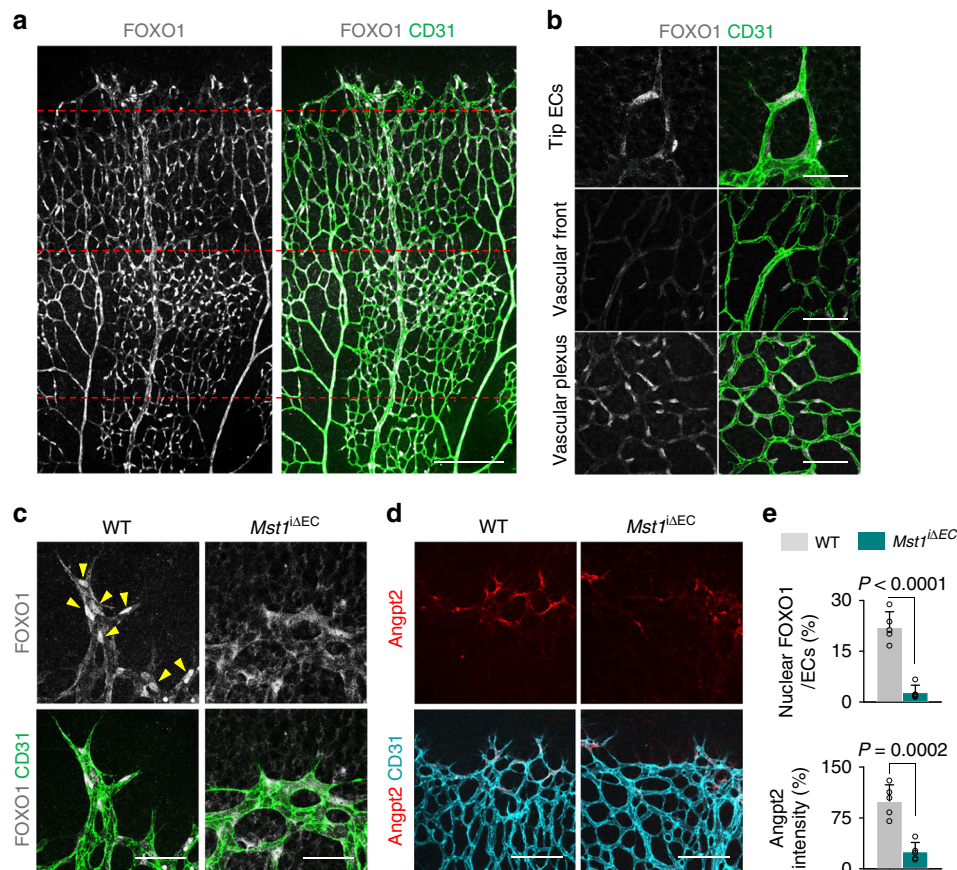 a
FOXO1
FOXO1 CD31
b
FOXO1 CD31
Tip ECs
Vascular front
Vascular plexus
c
WT
Mst1iΔEC
FOXO1
FOXO1 CD31
d
WT
Mst1iΔEC
Angpt2
Angpt2 CD31
e
WT
Mst1iΔEC
P < 0.0001
Nuclear FOXO1
/ECs (%)
30
15
0
P = 0.0002
Angpt2
intensity (%)
150
75
0